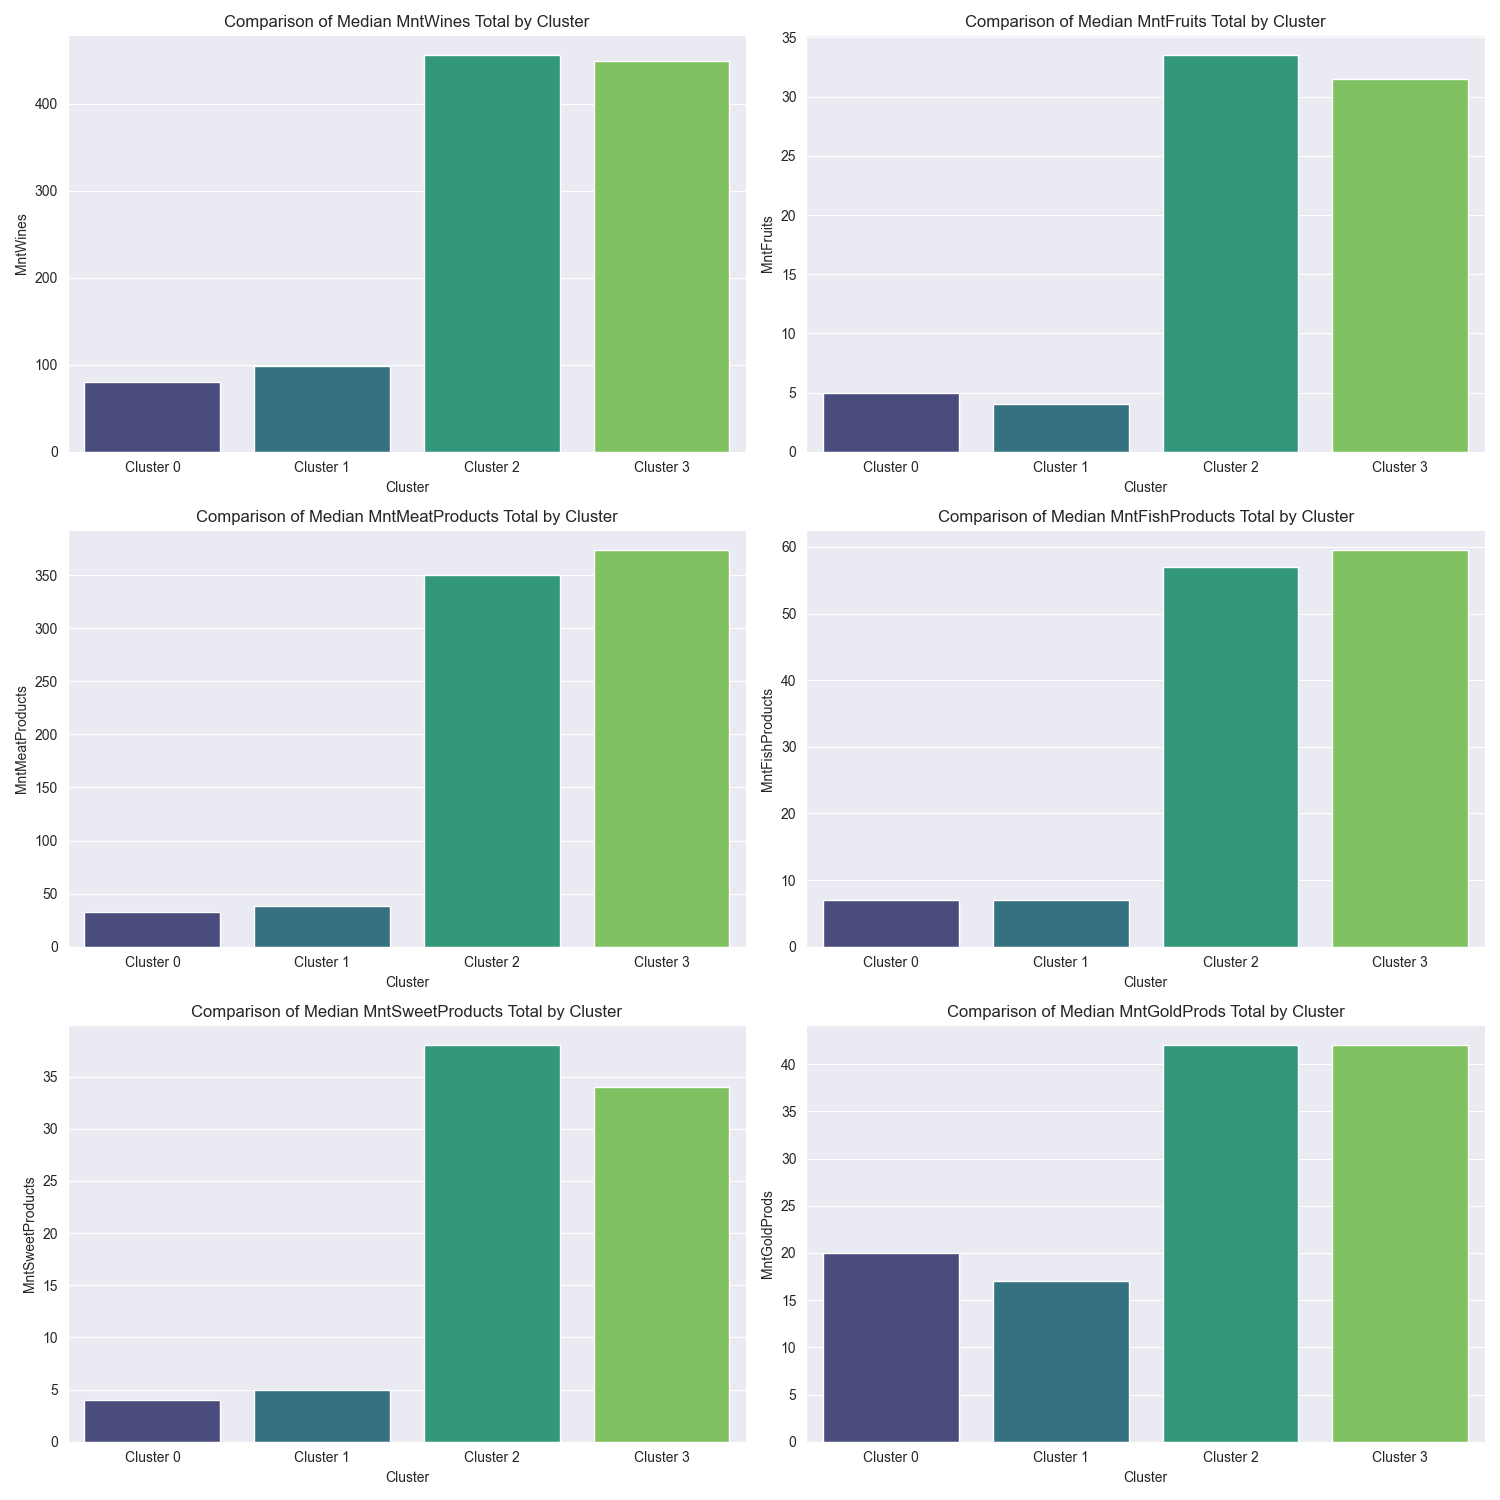 Comparison of Median MntWines Total by Cluster
400
300
200
100
0
MntWines
Cluster 0 Cluster 1 Cluster 2 Cluster 3
Cluster
Comparison of Median MntFruits Total by Cluster
35
30
25
20
15
10
5
0
MntFruits
Cluster 0 Cluster 1 Cluster 2 Cluster 3
Cluster
Comparison of Median MntMeatProducts Total by Cluster
350
300
250
200
150
100
50
0
MntMeatProducts
Cluster 0 Cluster 1 Cluster 2 Cluster 3
Cluster
Comparison of Median MntFishProducts Total by Cluster
60
50
40
30
20
10
0
MntFishProducts
Cluster 0 Cluster 1 Cluster 2 Cluster 3
Cluster
Comparison of Median MntSweetProducts Total by Cluster
35
30
25
20
15
10
5
0
MntSweetProducts
Cluster 0 Cluster 1 Cluster 2 Cluster 3
Cluster
Comparison of Median MntGoldProds Total by Cluster
40
35
30
25
20
15
10
5
0
MntGoldProds
Cluster 0 Cluster 1 Cluster 2 Cluster 3
Cluster